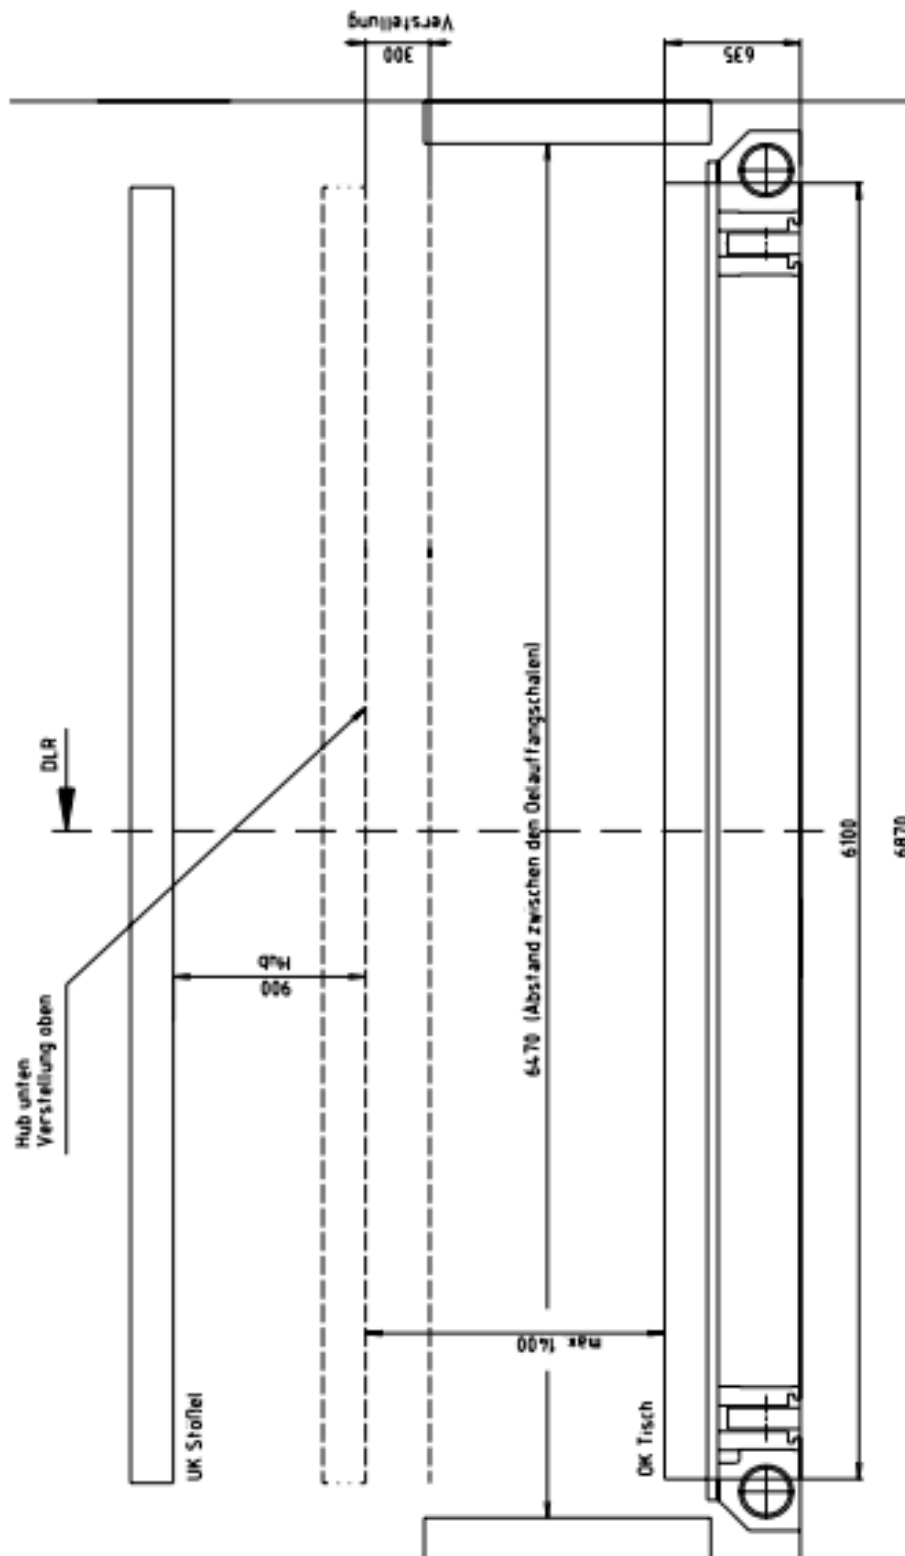 Verstellung
300
635
DLR
Hub unten
Verstellung oben
Hub
900
6470 (Abstand zwischen den Oelauffangschalen)
6100
6870
max. 1400
UK Stößel
OK Tisch